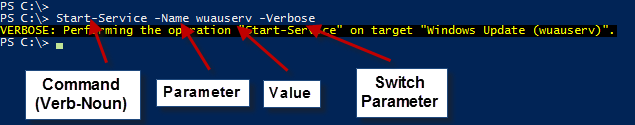 PS C:\>
PS C:\> Start-Service -Name wuauserv -Verbose
VERBOSE: Performing the operation "Start-Service" on target "Windows Update (wuauserv)".
PS C:\>
Command
(Verb-Noun)
Parameter
Value
Switch
Parameter